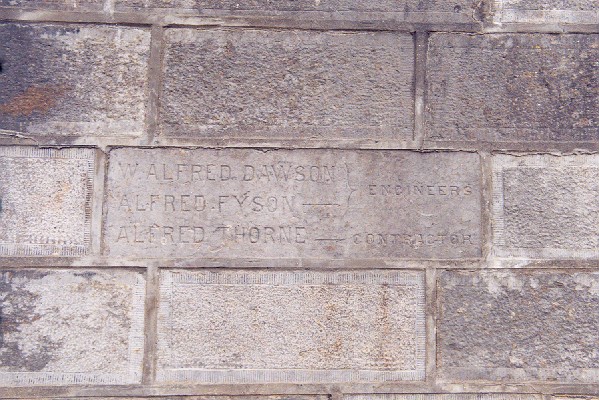 W. ALFRED DAWSON } ENGINEERS
ALFRED FYSON —
ALFRED THORNE — CONTRACTOR